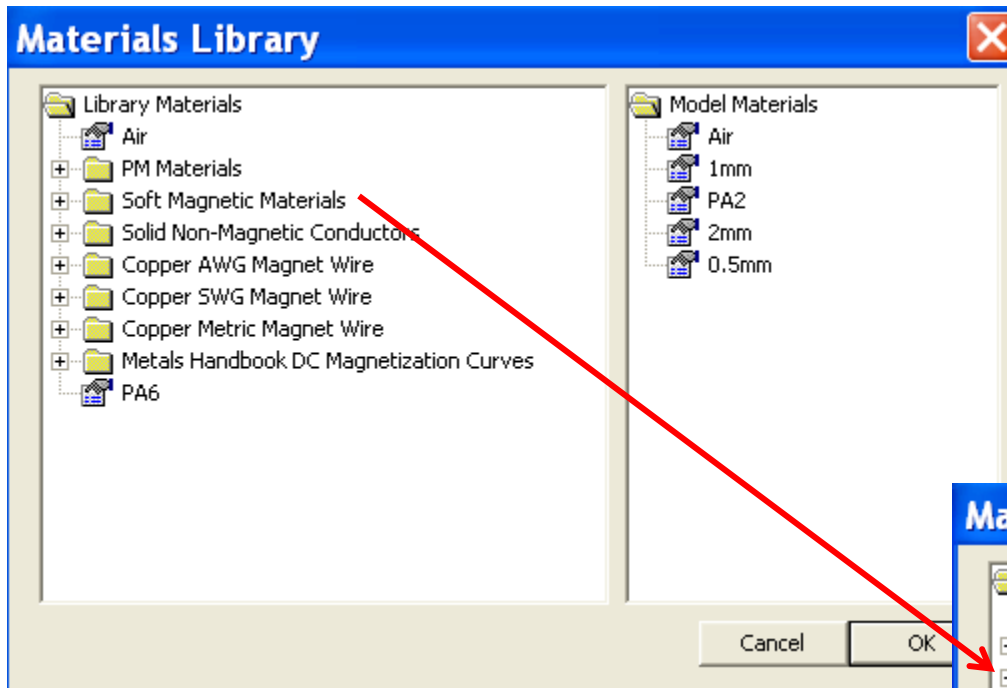 Materials Library
Library Materials
Air
PM Materials
Soft Magnetic Materials
Solid Non-Magnetic Conductors
Copper AWG Magnet Wire
Copper SWG Magnet Wire
Copper Metric Magnet Wire
Metals Handbook DC Magnetization Curves
PA6
Model Materials
Air
1mm
PA2
2mm
0.5mm
Cancel
OK
Ma